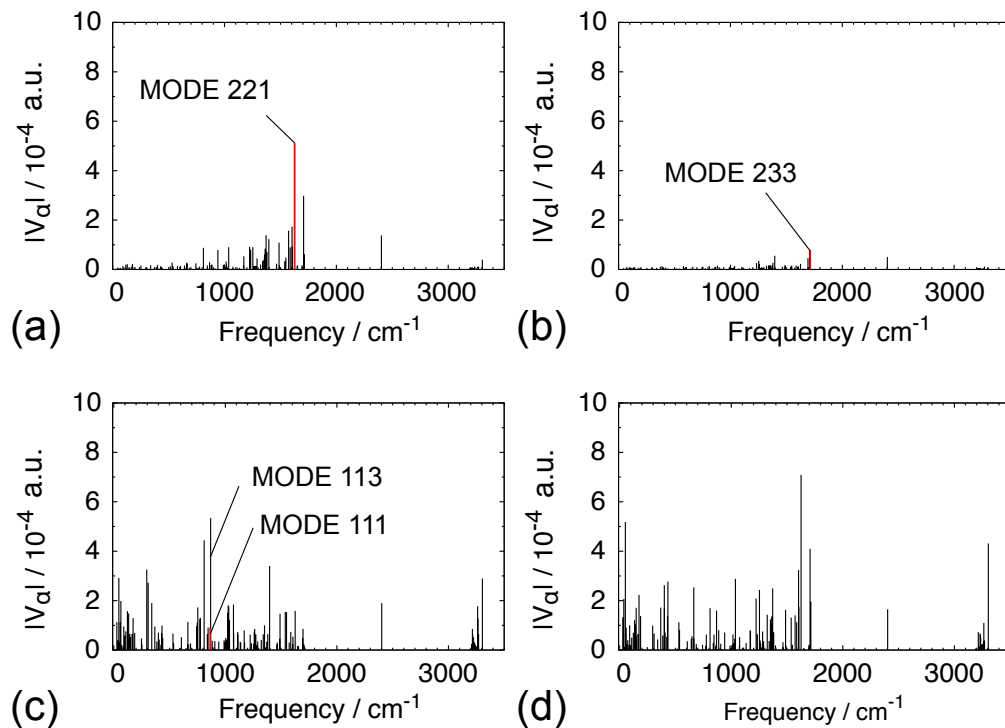 10
8
6
4
2
0
|Vα| / 10⁻⁴ a.u.
MODE 221
0 1000 2000 3000
Frequency / cm⁻¹
(a)
10
8
6
4
2
0
|Vα| / 10⁻⁴ a.u.
MODE 233
0 1000 2000 3000
Frequency / cm⁻¹
(b)
10
8
6
4
2
0
|Vα| / 10⁻⁴ a.u.
MODE 113
MODE 111
0 1000 2000 3000
Frequency / cm⁻¹
(c)
10
8
6
4
2
0
|Vα| / 10⁻⁴ a.u.
0 1000 2000 3000
Frequency / cm⁻¹
(d)